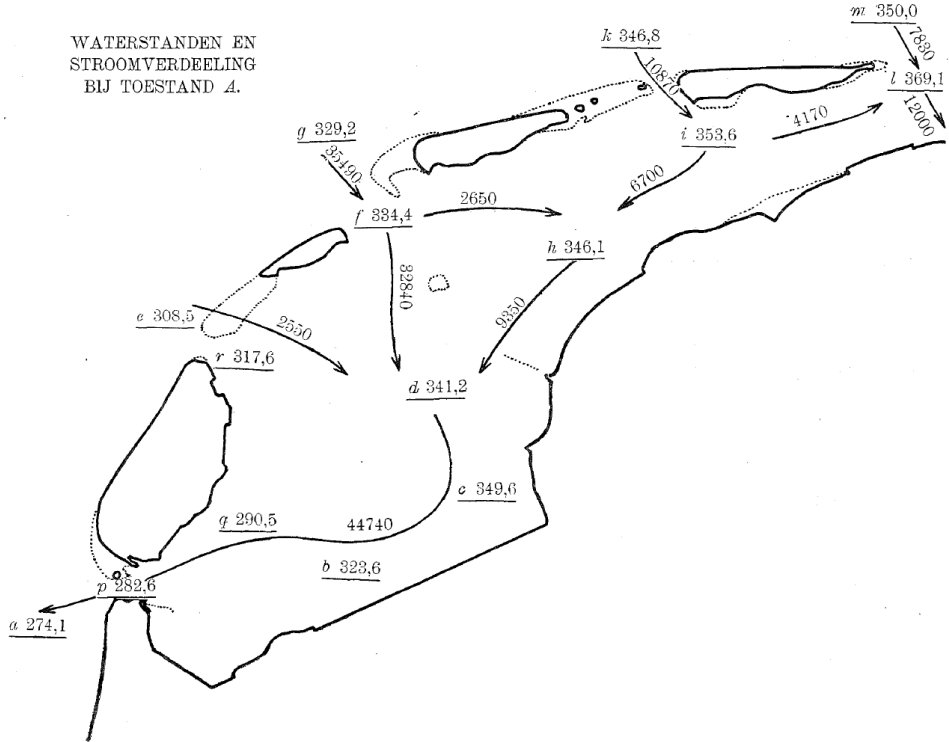 WATERSTANDEN EN
STROOMVERDEELING
BIJ TOESTAND A.
m 350,0
7830
k 346,8
10870
l 369,1
12000
4170
i 353,6
g 329,2
35490
6700
2650
f 334,4
h 346,1
32840
9350
e 308,5
2550
r 317,6
d 341,2
c 349,6
q 290,5
44740
b 323,6
p 282,6
a 274,1